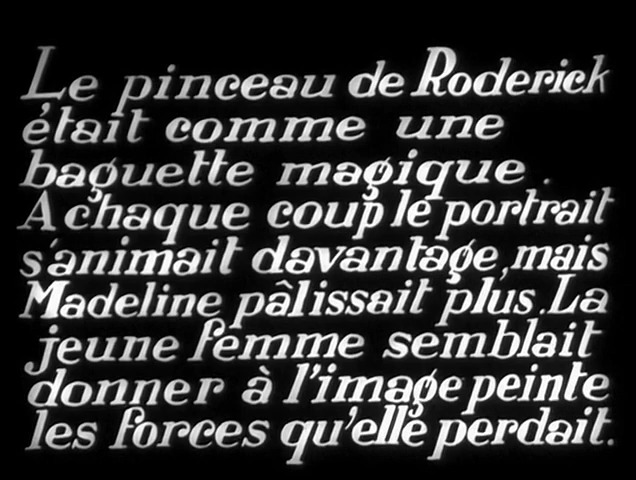 Le pinceau de Roderick
était comme une
baguette magique.
A chaque coup le portrait
s'animait davantage, mais
Madeline pâlissait plus. La
jeune femme semblait
donner à l'image peinte
les forces qu'elle perdait.